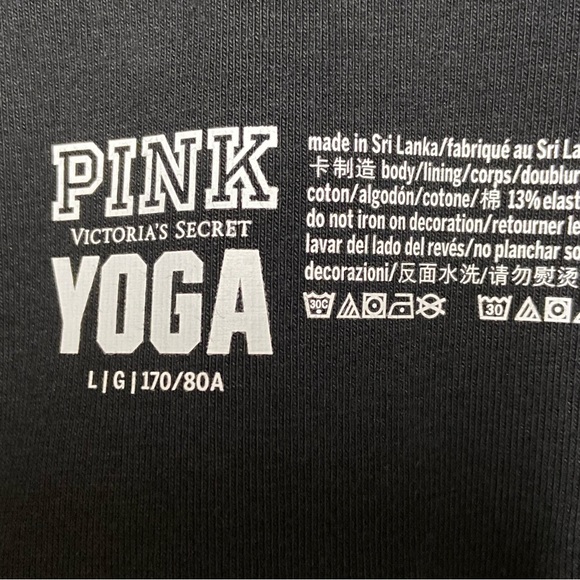 PINK
VICTORIA'S SECRET
YOGA
L|G|170/80A
made in Sri Lanka/fabriqué au Sri La
卡 制造 body/lining/corps/doublur
coton/algodón/cotone/棉 13% elast
do not iron on decoration/retourner le
lavar del lado del revés/no planchar so
decorazioni/反面水洗/请勿熨烫
30C
30